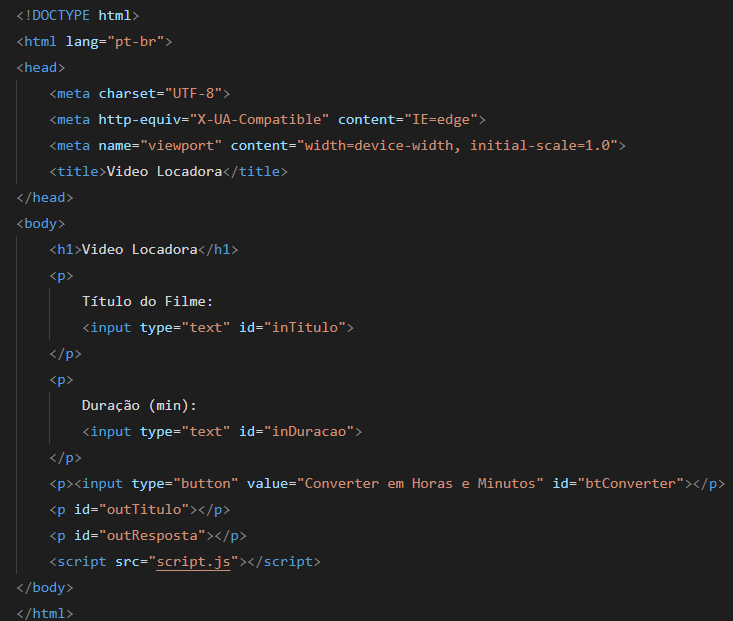 <!DOCTYPE html>
<html lang="pt-br">
<head>
    <meta charset="UTF-8">
    <meta http-equiv="X-UA-Compatible" content="IE=edge">
    <meta name="viewport" content="width=device-width, initial-scale=1.0">
    <title>Video Locadora</title>
</head>
<body>
    <h1>Video Locadora</h1>
    <p>
        Título do Filme:
        <input type="text" id="inTitulo">
    </p>
    <p>
        Duração (min):
        <input type="text" id="inDuracao">
    </p>
    <p><input type="button" value="Converter em Horas e Minutos" id="btConverter"></p>
    <p id="outTitulo"></p>
    <p id="outResposta"></p>
    <script src="script.js"></script>
</body>
</html>